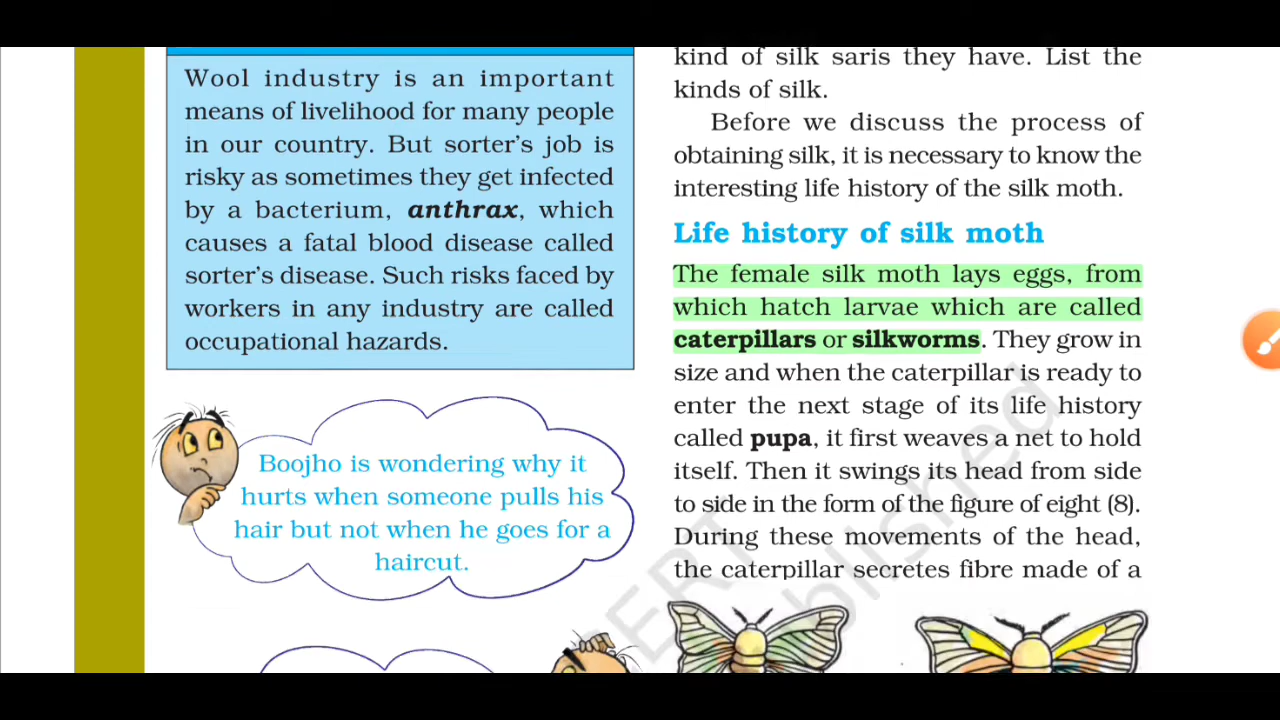 Wool industry is an important
means of livelihood for many people
in our country. But sorter's job is
risky as sometimes they get infected
by a bacterium, anthrax, which
causes a fatal blood disease called
sorter's disease. Such risks faced by
workers in any industry are called
occupational hazards.
Boojho is wondering why it
hurts when someone pulls his
hair but not when he goes for a
haircut.
kind of silk saris they have. List the
kinds of silk.
Before we discuss the process of
obtaining silk, it is necessary to know the
interesting life history of the silk moth.
Life history of silk moth
The female silk moth lays eggs, from
which hatch larvae which are called
caterpillars or silkworms. They grow in
size and when the caterpillar is ready to
enter the next stage of its life history
called pupa, it first weaves a net to hold
itself. Then it swings its head from side
to side in the form of the figure of eight (8).
During these movements of the head,
the caterpillar secretes fibre made of a